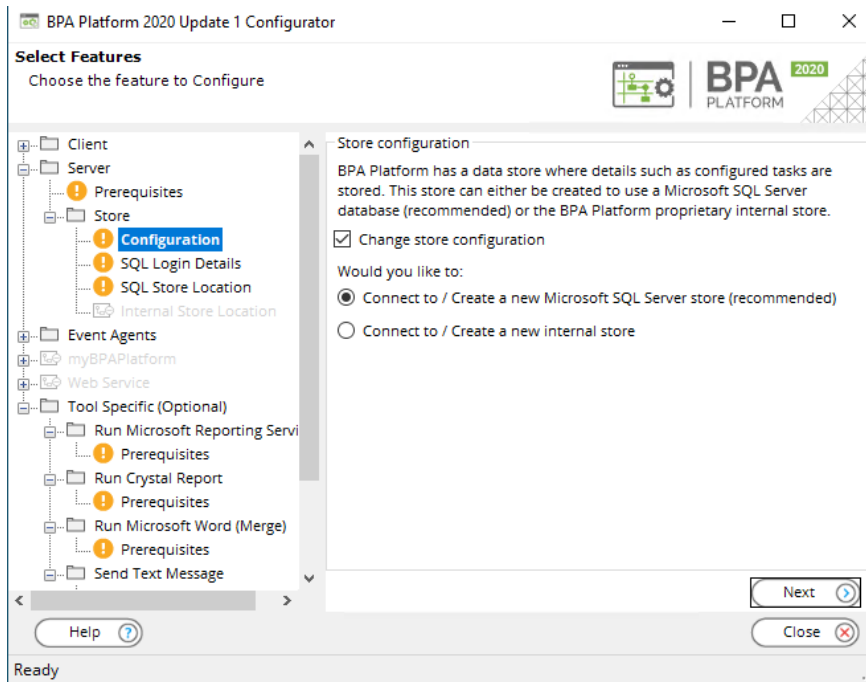 BPA Platform 2020 Update 1 Configurator
Select Features
Choose the feature to Configure
BPA 2020
PLATFORM
Client
Server
Prerequisites
Store
Configuration
SQL Login Details
SQL Store Location
Internal Store Location
Event Agents
myBPAPlatform
Web Service
Tool Specific (Optional)
Run Microsoft Reporting Servi
Prerequisites
Run Crystal Report
Prerequisites
Run Microsoft Word (Merge)
Prerequisites
Send Text Message
Store configuration
BPA Platform has a data store where details such as configured tasks are
stored. This store can either be created to use a Microsoft SQL Server
database (recommended) or the BPA Platform proprietary internal store.
Change store configuration
Would you like to:
Connect to / Create a new Microsoft SQL Server store (recommended)
Connect to / Create a new internal store
Next
Help
Close
Ready